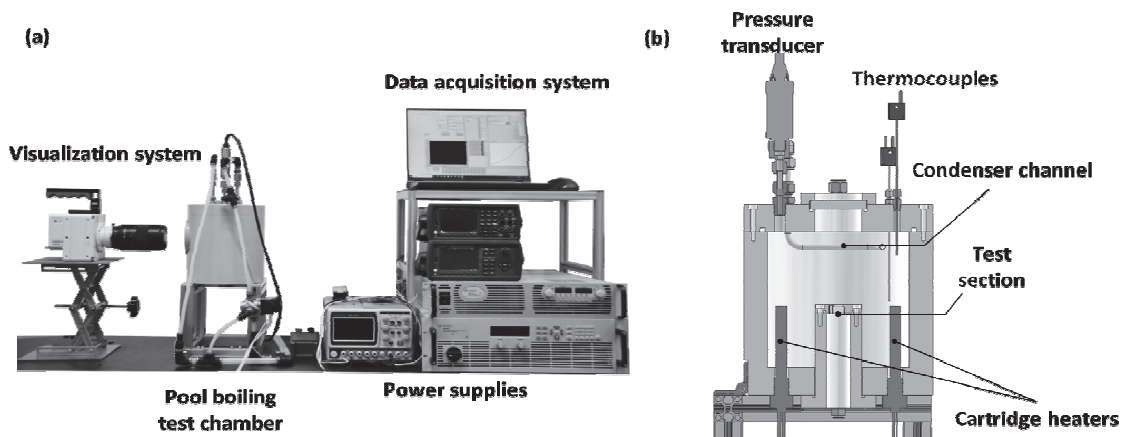 (a)
Visualization system
Data acquisition system
Pool boiling
test chamber
Power supplies
(b)
Pressure
transducer
Thermocouples
Condenser channel
Test
section
Cartridge heaters